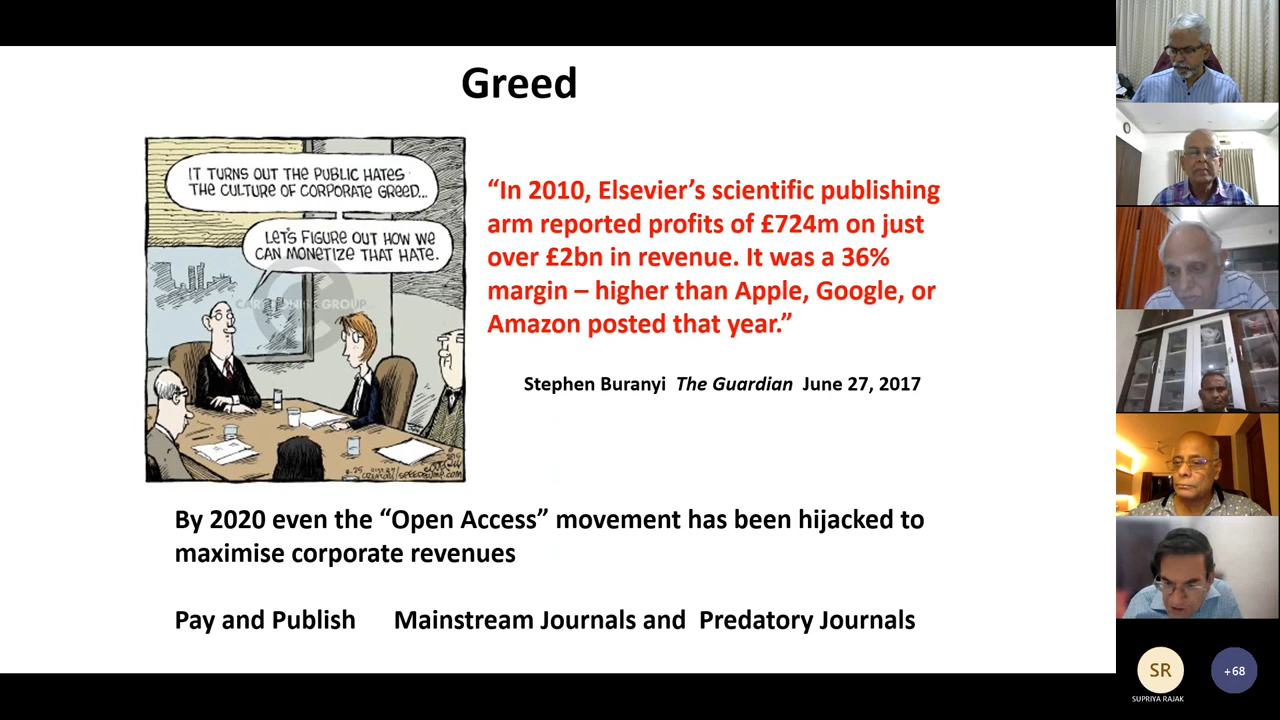 Greed
IT TURNS OUT THE PUBLIC HATES
THE CULTURE OF CORPORATE GREED...
LET'S FIGURE OUT HOW WE
CAN MONETIZE THAT HATE.
“In 2010, Elsevier’s scientific publishing
arm reported profits of £724m on just
over £2bn in revenue. It was a 36%
margin – higher than Apple, Google, or
Amazon posted that year.”
Stephen Buranyi The Guardian June 27, 2017
By 2020 even the “Open Access” movement has been hijacked to
maximise corporate revenues
Pay and Publish Mainstream Journals and Predatory Journals
SR
+68
SUPRIYA RAJAK